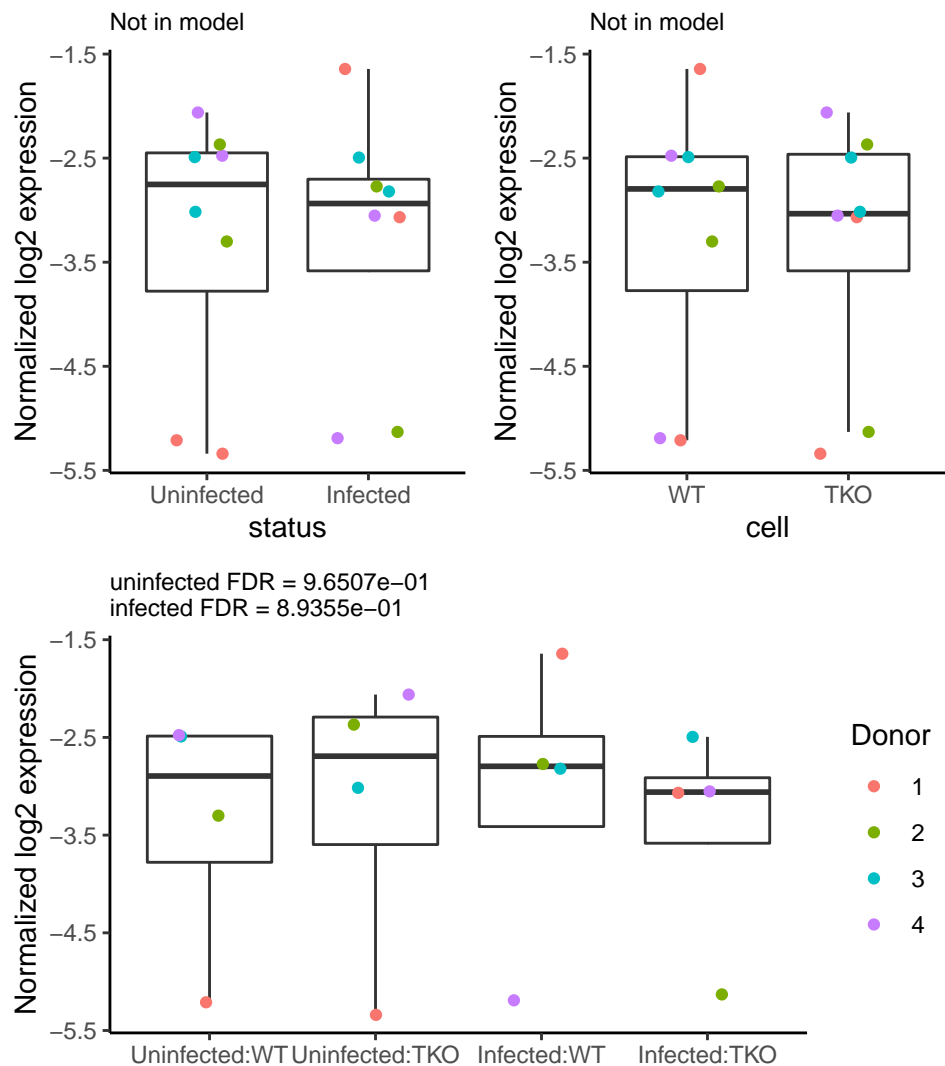 Not in model
Normalized log2 expression
−1.5
−2.5
−3.5
−4.5
−5.5
Uninfected Infected
status
Not in model
Normalized log2 expression
−1.5
−2.5
−3.5
−4.5
−5.5
WT TKO
cell
uninfected FDR = 9.6507e−01
infected FDR = 8.9355e−01
Normalized log2 expression
−1.5
−2.5
−3.5
−4.5
−5.5
Uninfected:WT Uninfected:TKO Infected:WT Infected:TKO
Donor
1
2
3
4